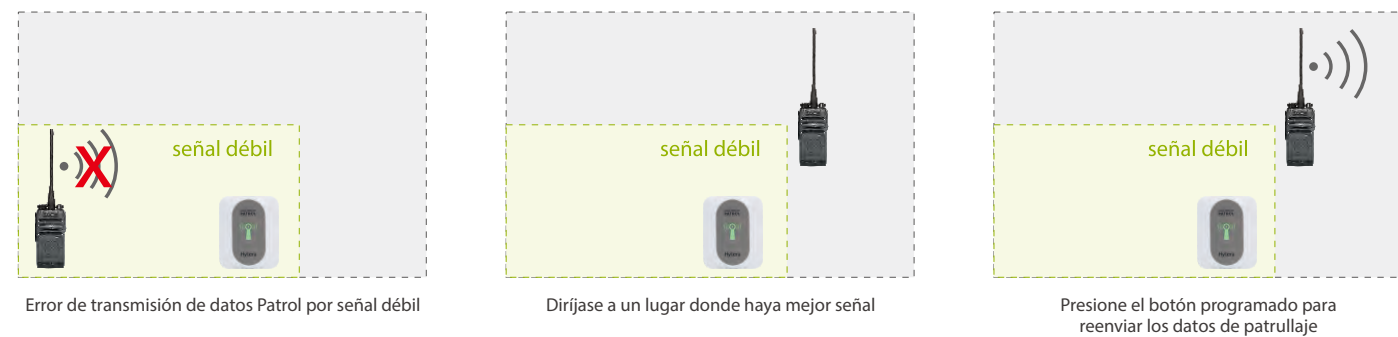 señal débil
Error de transmisión de datos Patrol por señal débil
señal débil
Diríjase a un lugar donde haya mejor señal
señal débil
Presione el botón programado para
reenviar los datos de patrullaje